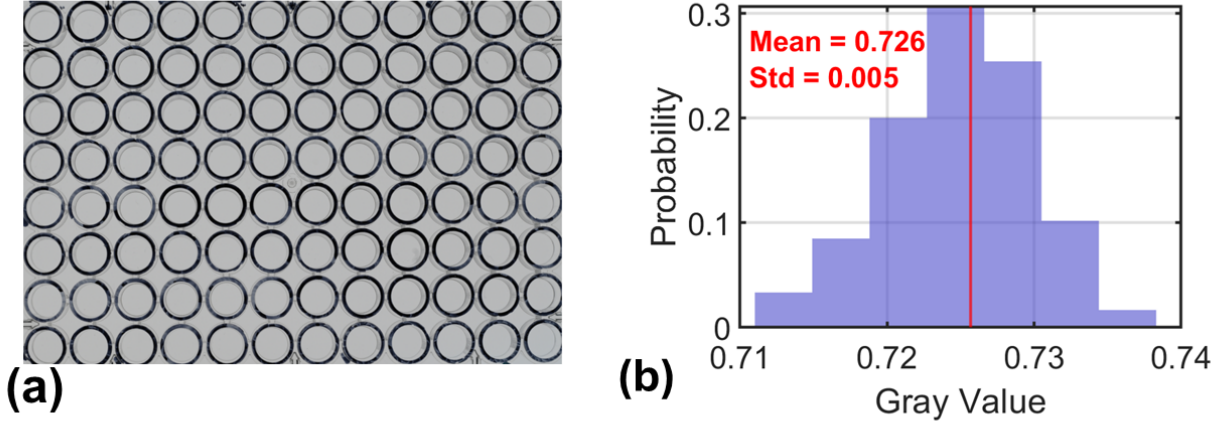 (a)
Mean = 0.726
Std = 0.005
0.3
0.2
0.1
0
Probability
0.71
0.72
0.73
0.74
Gray Value
(b)